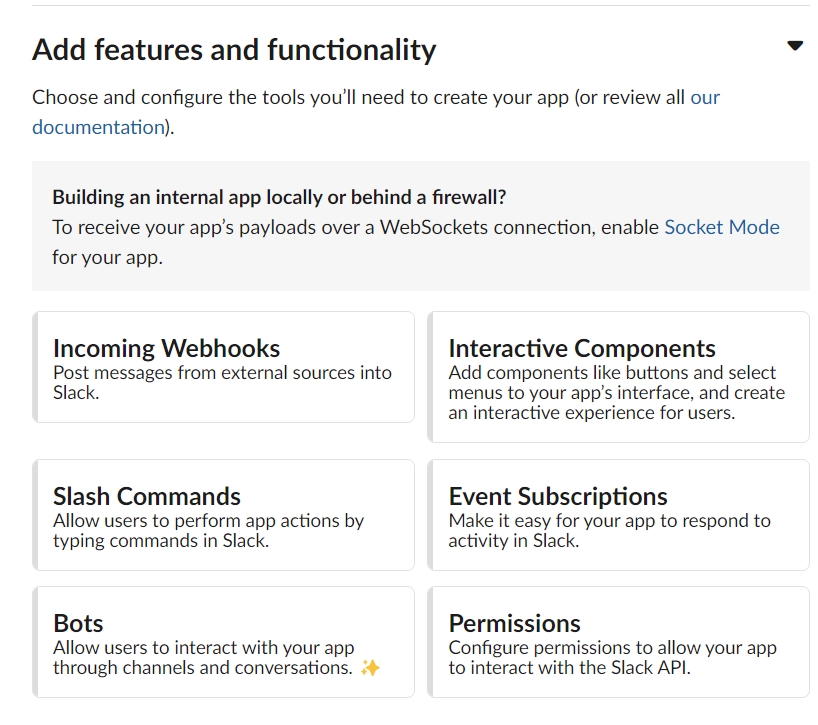 Add features and functionality
Choose and configure the tools you’ll need to create your app (or review all our
documentation).
Building an internal app locally or behind a firewall?
To receive your app’s payloads over a WebSockets connection, enable Socket Mode
for your app.
Incoming Webhooks
Post messages from external sources into
Slack.
Interactive Components
Add components like buttons and select
menus to your app’s interface, and create
an interactive experience for users.
Slash Commands
Allow users to perform app actions by
typing commands in Slack.
Event Subscriptions
Make it easy for your app to respond to
activity in Slack.
Bots
Allow users to interact with your app
through channels and conversations. ✨
Permissions
Configure permissions to allow your app
to interact with the Slack API.